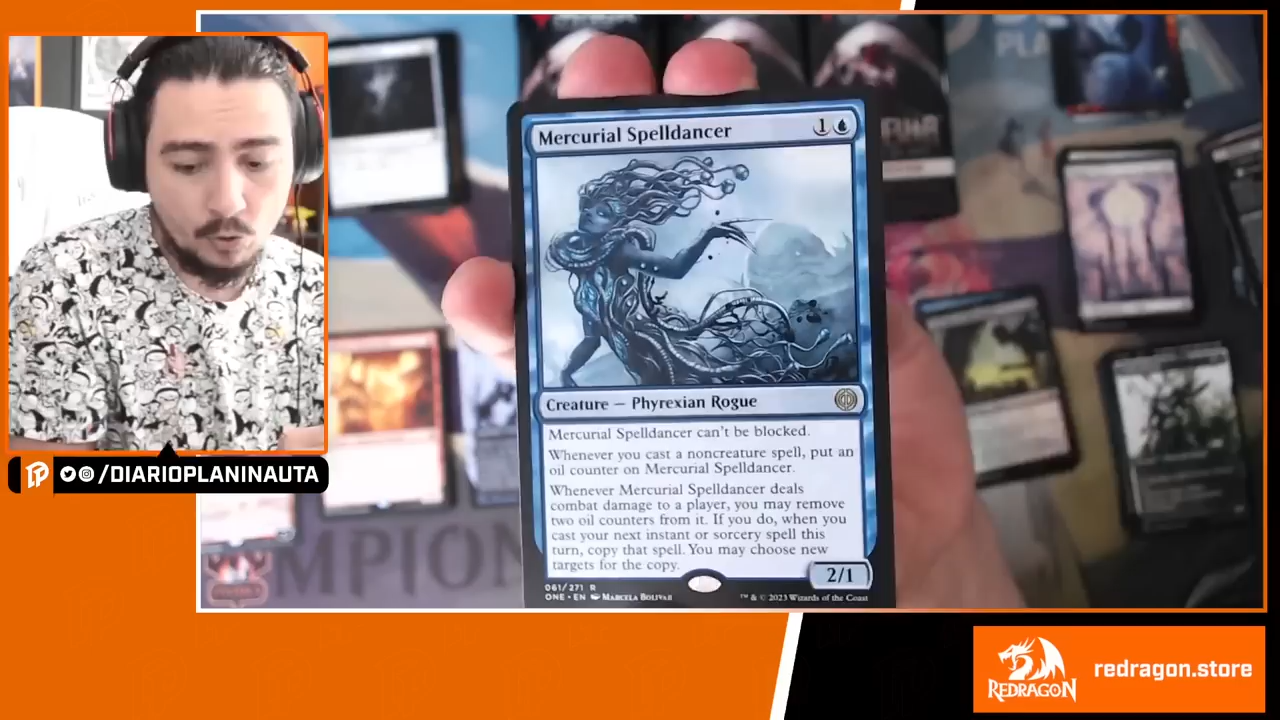 Mercurial Spelldancer 1
Creature — Phyrexian Rogue
Mercurial Spelldancer can't be blocked.
Whenever you cast a noncreature spell, put an
oil counter on Mercurial Spelldancer.
Whenever Mercurial Spelldancer deals
combat damage to a player, you may remove
two oil counters from it. If you do, when you
cast your next instant or sorcery spell this
turn, copy that spell. You may choose new
targets for the copy.
2/1
061/271 R
ONE • EN MARCELA BOLIVAR
™ & © 2023 Wizards of the Coast
/DIARIOPLANINAUTA
MPION
REDRAGON
redragon.store